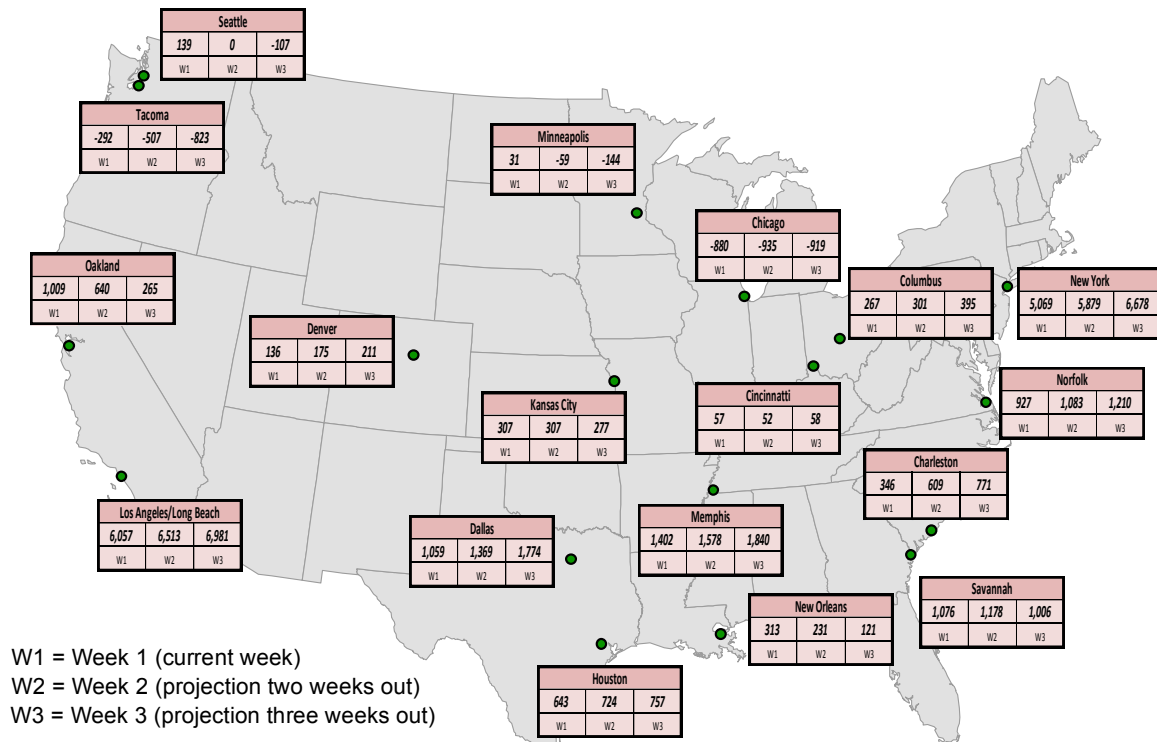 Seattle
139 0 -107
W1 W2 W3
Tacoma
-292 -507 -823
W1 W2 W3
Minneapolis
31 -59 -144
W1 W2 W3
Chicago
-880 -935 -919
W1 W2 W3
Oakland
1,009 640 265
W1 W2 W3
Columbus
267 301 395
W1 W2 W3
New York
5,069 5,879 6,678
W1 W2 W3
Denver
136 175 211
W1 W2 W3
Norfolk
927 1,083 1,210
W1 W2 W3
Kansas City
307 307 277
W1 W2 W3
Cincinnatti
57 52 58
W1 W2 W3
Charleston
346 609 771
W1 W2 W3
Los Angeles/Long Beach
6,057 6,513 6,981
W1 W2 W3
Dallas
1,059 1,369 1,774
W1 W2 W3
Memphis
1,402 1,578 1,840
W1 W2 W3
Savannah
1,076 1,178 1,006
W1 W2 W3
New Orleans
313 231 121
W1 W2 W3
Houston
643 724 757
W1 W2 W3
W1 = Week 1 (current week)
W2 = Week 2 (projection two weeks out)
W3 = Week 3 (projection three weeks out)